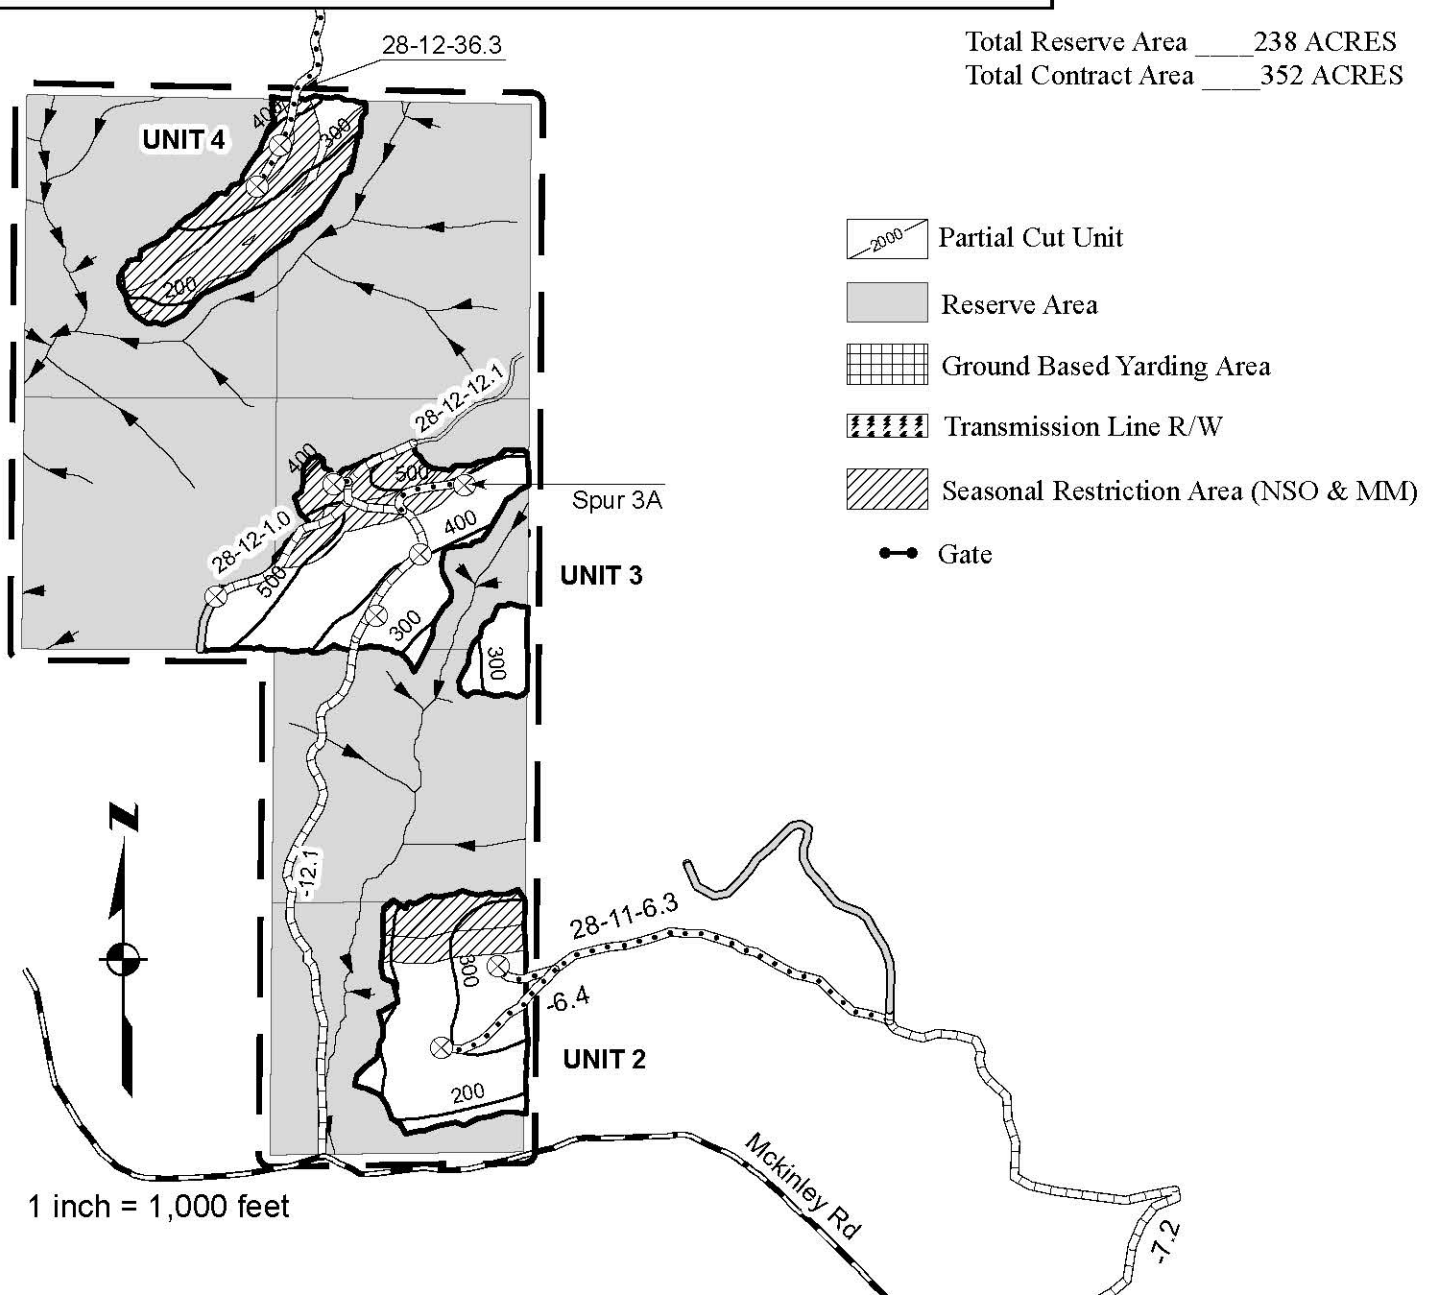 28-12-36.3
Total Reserve Area ____238 ACRES
Total Contract Area ____352 ACRES
UNIT 4
400
300
200
2000
Partial Cut Unit
Reserve Area
Ground Based Yarding Area
Transmission Line R/W
Seasonal Restriction Area (NSO & MM)
Gate
28-12-12.1
400
500
Spur 3A
400
28-12-1.0
500
UNIT 3
300
300
N
-12.1
28-11-6.3
300
-6.4
UNIT 2
200
Mckinley Rd
1 inch = 1,000 feet
-7.2